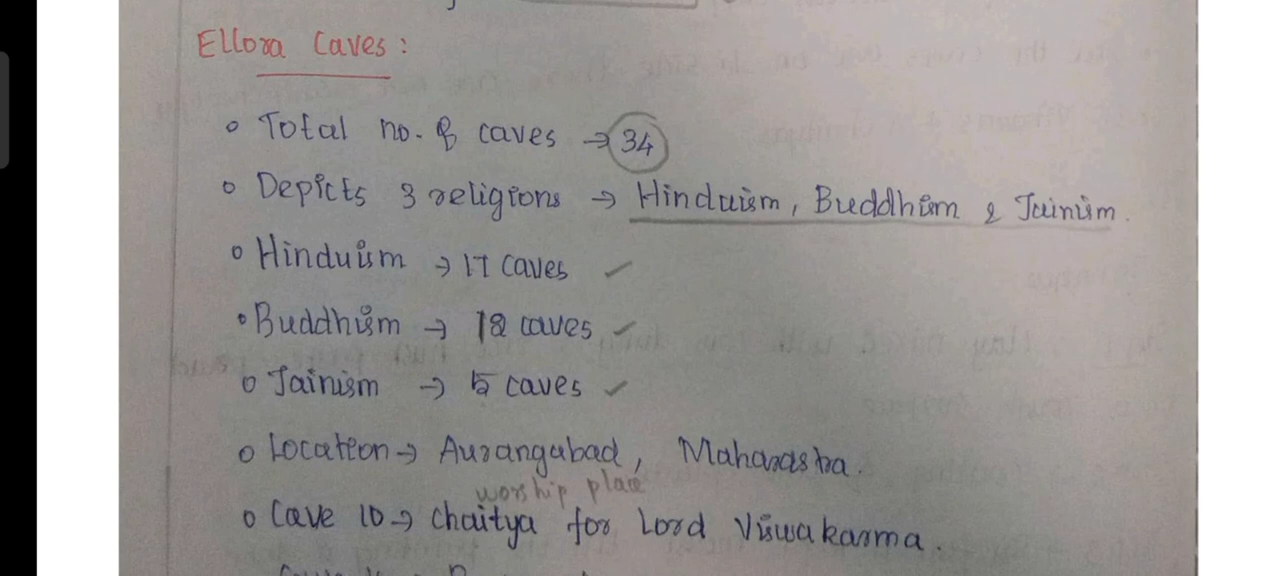 Ellora Caves:
• Total no. of caves → 34
• Depicts 3 religions → Hinduism, Buddhism & Jainism.
• Hinduism → 17 caves ✓
• Buddhism → 12 caves ✓
• Jainism → 5 caves ✓
• Location → Aurangabad, Maharastra.
worship place
• Cave 10 → Chaitya for Lord Viswakarma.